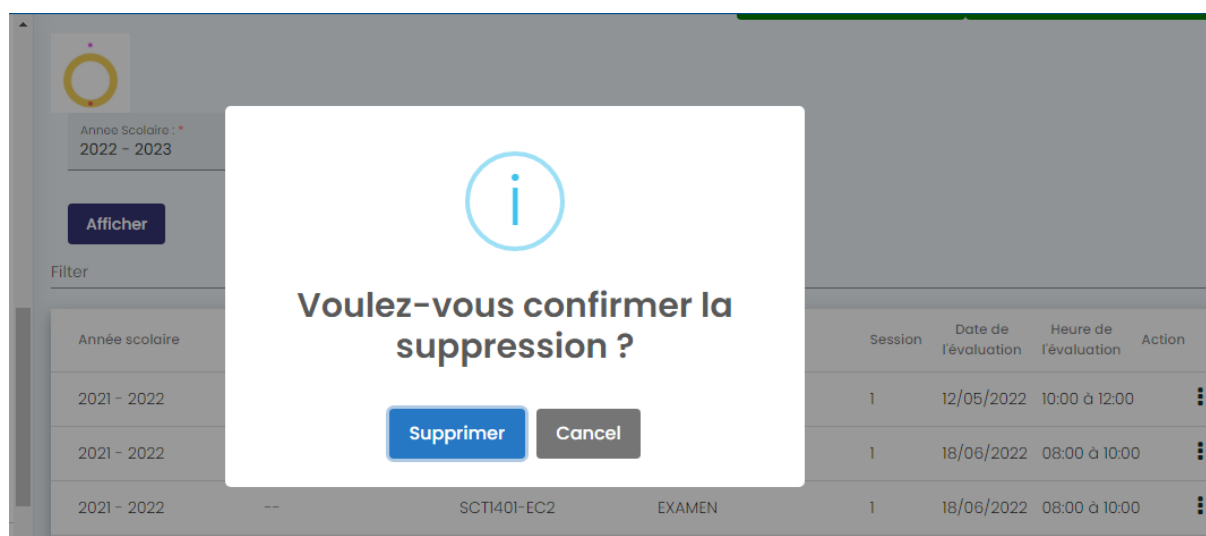 Annee Scolaire : *
2022 - 2023
Afficher
Filter
Voulez-vous confirmer la
suppression ?
Supprimer Cancel
Année scolaire Session Date de l'évaluation Heure de l'évaluation Action
2021 - 2022 1 12/05/2022 10:00 à 12:00
2021 - 2022 1 18/06/2022 08:00 à 10:00
2021 - 2022 -- SCT1401-EC2 EXAMEN 1 18/06/2022 08:00 à 10:00